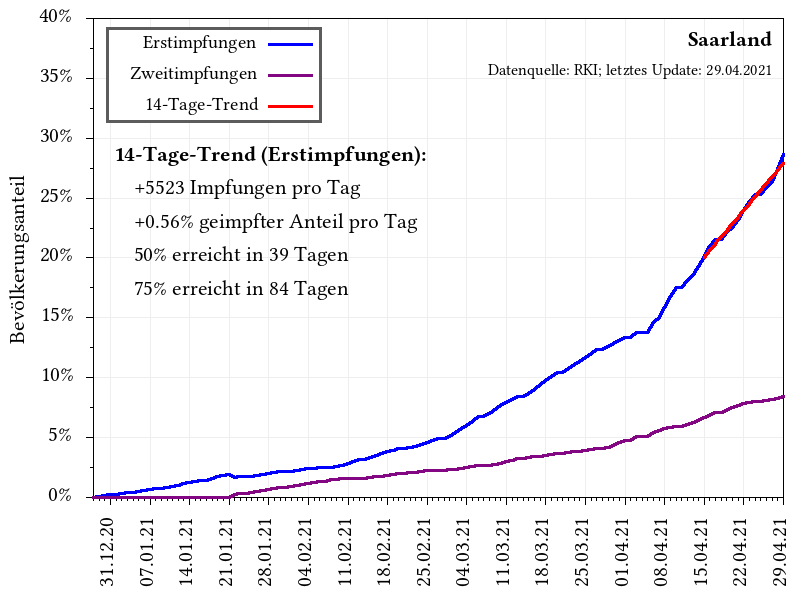 40%
35%
30%
25%
20%
15%
10%
5%
0%
Bevölkerungsanteil
Erstimpfungen
Zweitimpfungen
14-Tage-Trend
Saarland
Datenquelle: RKI; letztes Update: 29.04.2021
14-Tage-Trend (Erstimpfungen):
+5523 Impfungen pro Tag
+0.56% geimpfter Anteil pro Tag
50% erreicht in 39 Tagen
75% erreicht in 84 Tagen
31.12.20
07.01.21
14.01.21
21.01.21
28.01.21
04.02.21
11.02.21
18.02.21
25.02.21
04.03.21
11.03.21
18.03.21
25.03.21
01.04.21
08.04.21
15.04.21
22.04.21
29.04.21